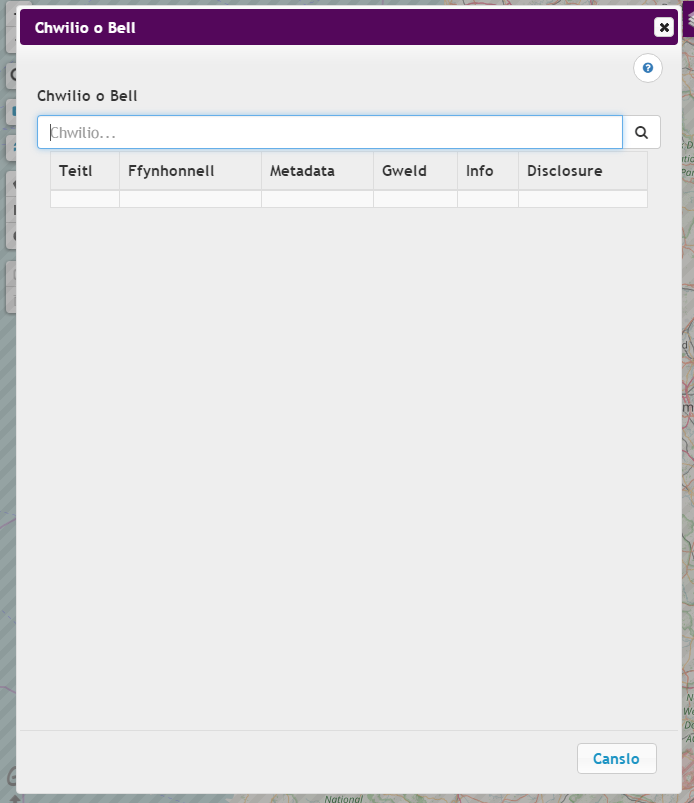 Chwilio o Bell
Chwilio o Bell
Chwilio...
Teitl Ffynhonnell Metadata Gweld Info Disclosure
Canslo
National